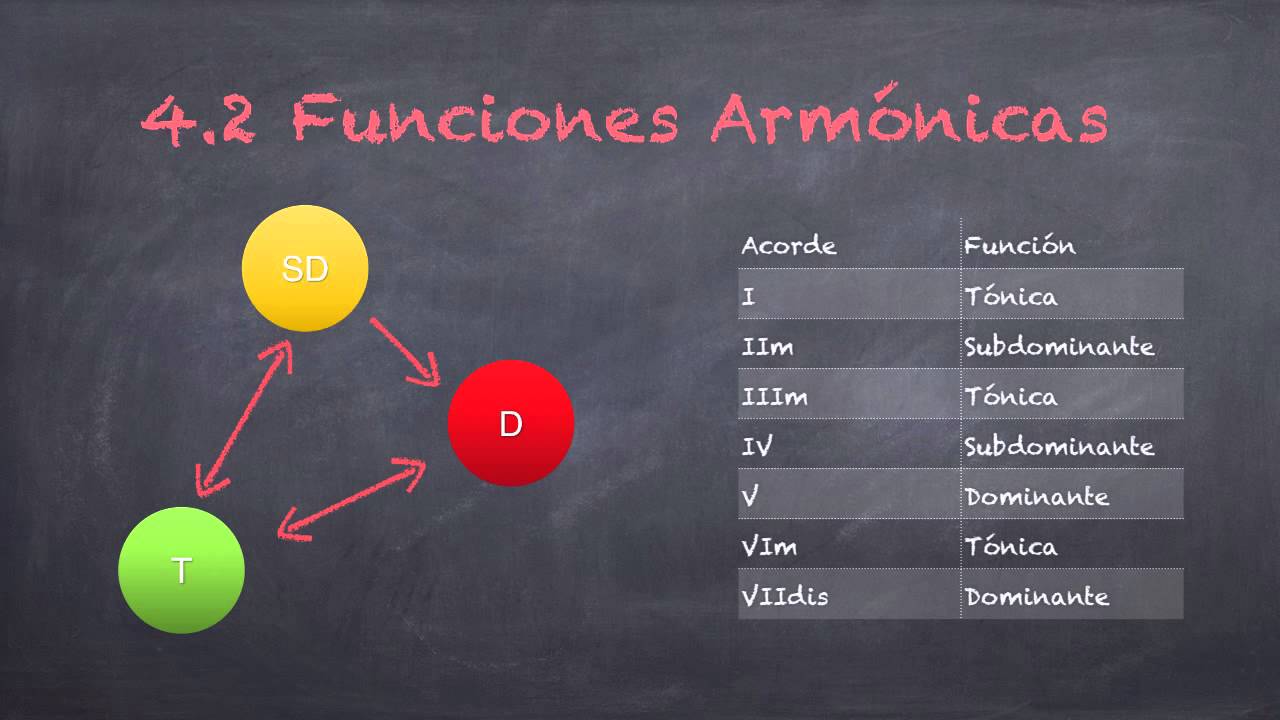 4.2 Funciones Armónicas
SD
D
T
Acorde Función
I Tónica
IIm Subdominante
IIIm Tónica
IV Subdominante
V Dominante
VIm Tónica
VIIdis Dominante